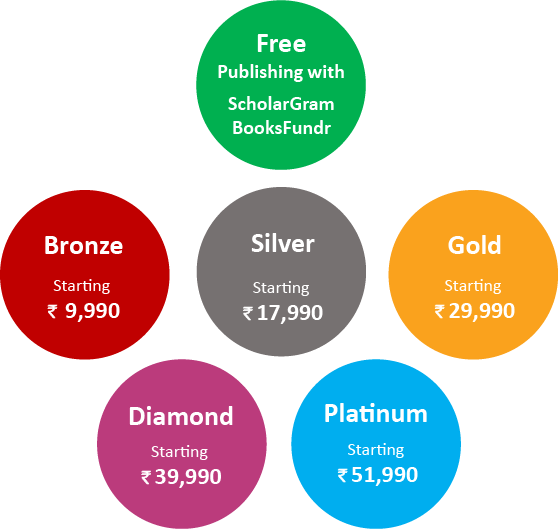 Free
Publishing with
ScholarGram
BooksFundr
Bronze
Starting
₹ 9,990
Silver
Starting
₹ 17,990
Gold
Starting
₹ 29,990
Diamond
Starting
₹ 39,990
Platinum
Starting
₹ 51,990